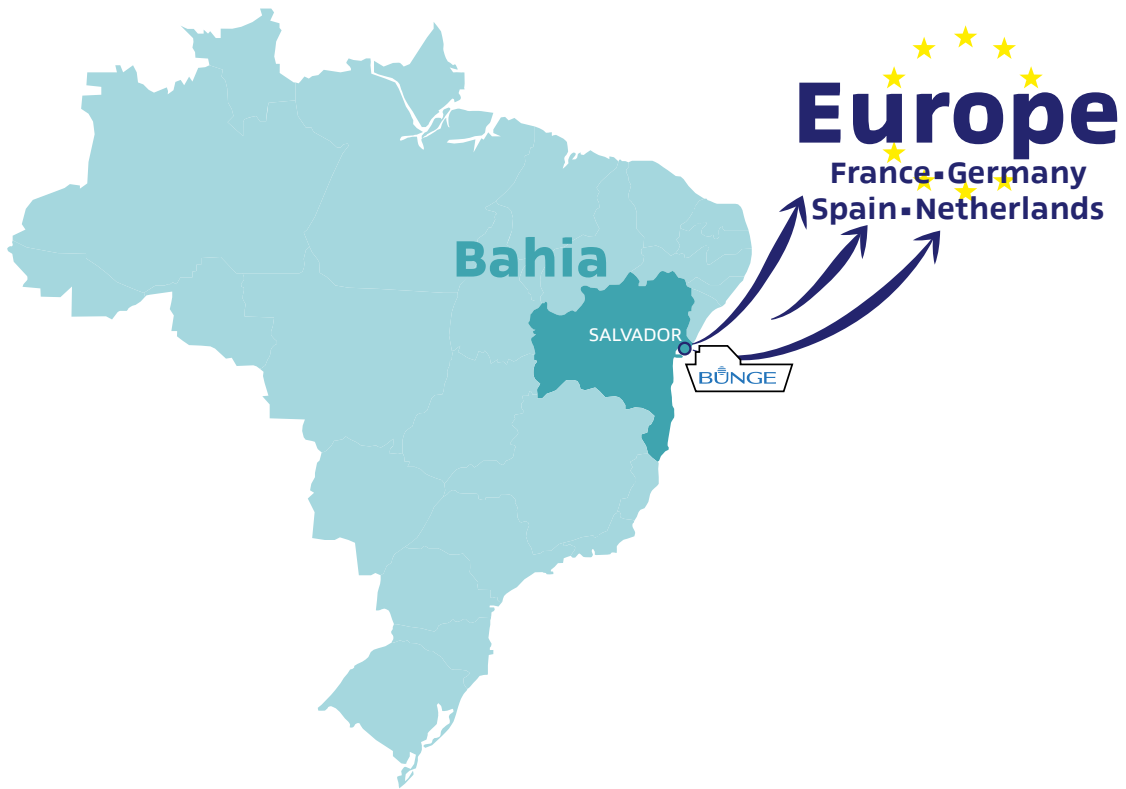 Europe
France▪Germany
Spain▪Netherlands
Bahia
SALVADOR
BUNGE